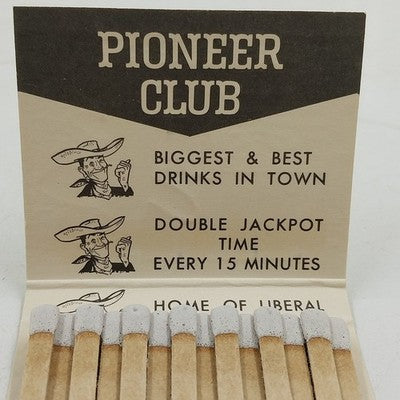 PIONEER
CLUB
BIGGEST & BEST
DRINKS IN TOWN
DOUBLE JACKPOT
TIME
EVERY 15 MINUTES
HOME OF LIBERAL